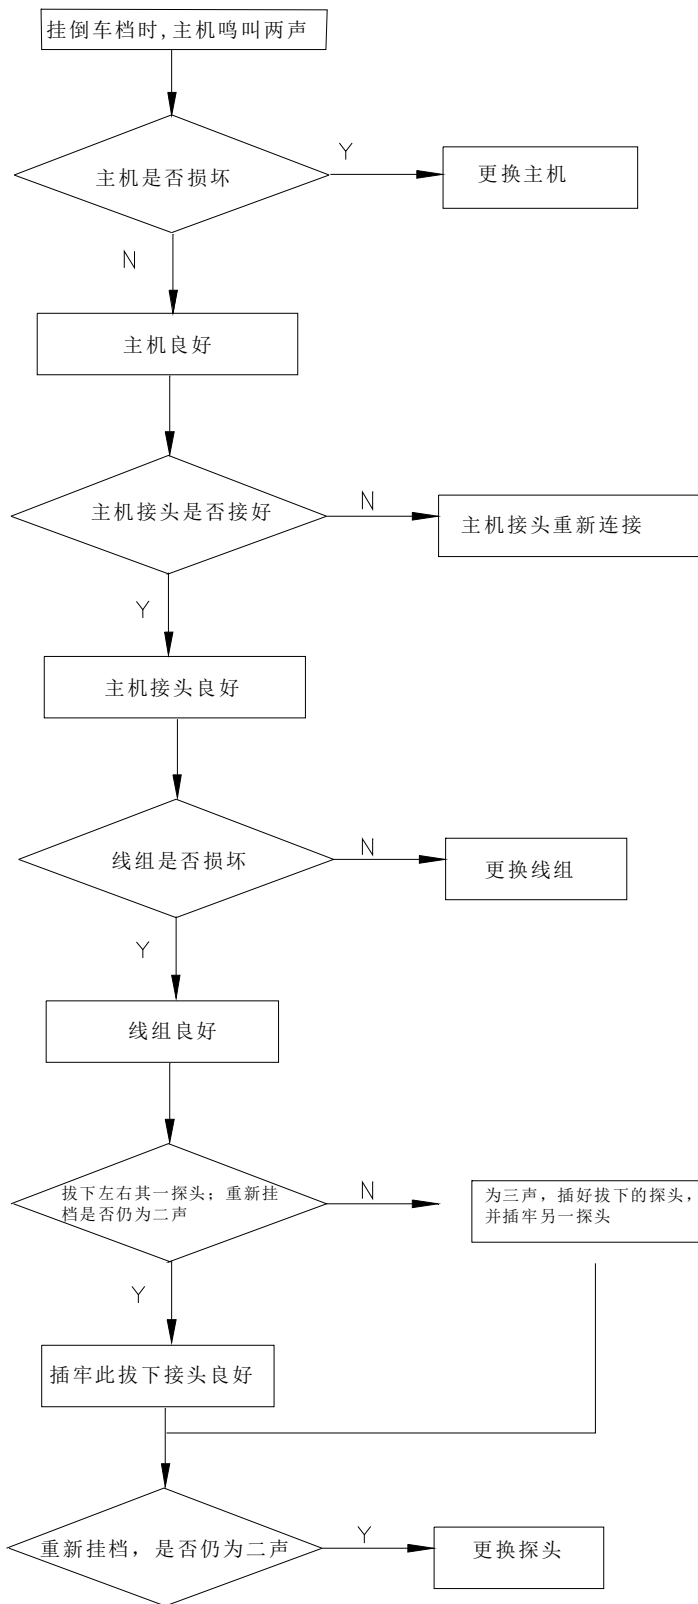 挂倒车档时,主机鸣叫两声
主机是否损坏
Y
更换主机
N
主机良好
主机接头是否接好
N
主机接头重新连接
Y
主机接头良好
线组是否损坏
N
更换线组
Y
线组良好
拔下左右其一探头；重新挂
档是否仍为二声
N
为三声，插好拔下的探头，
并插牢另一探头
Y
插牢此拔下接头良好
重新挂档，是否仍为二声
Y
更换探头